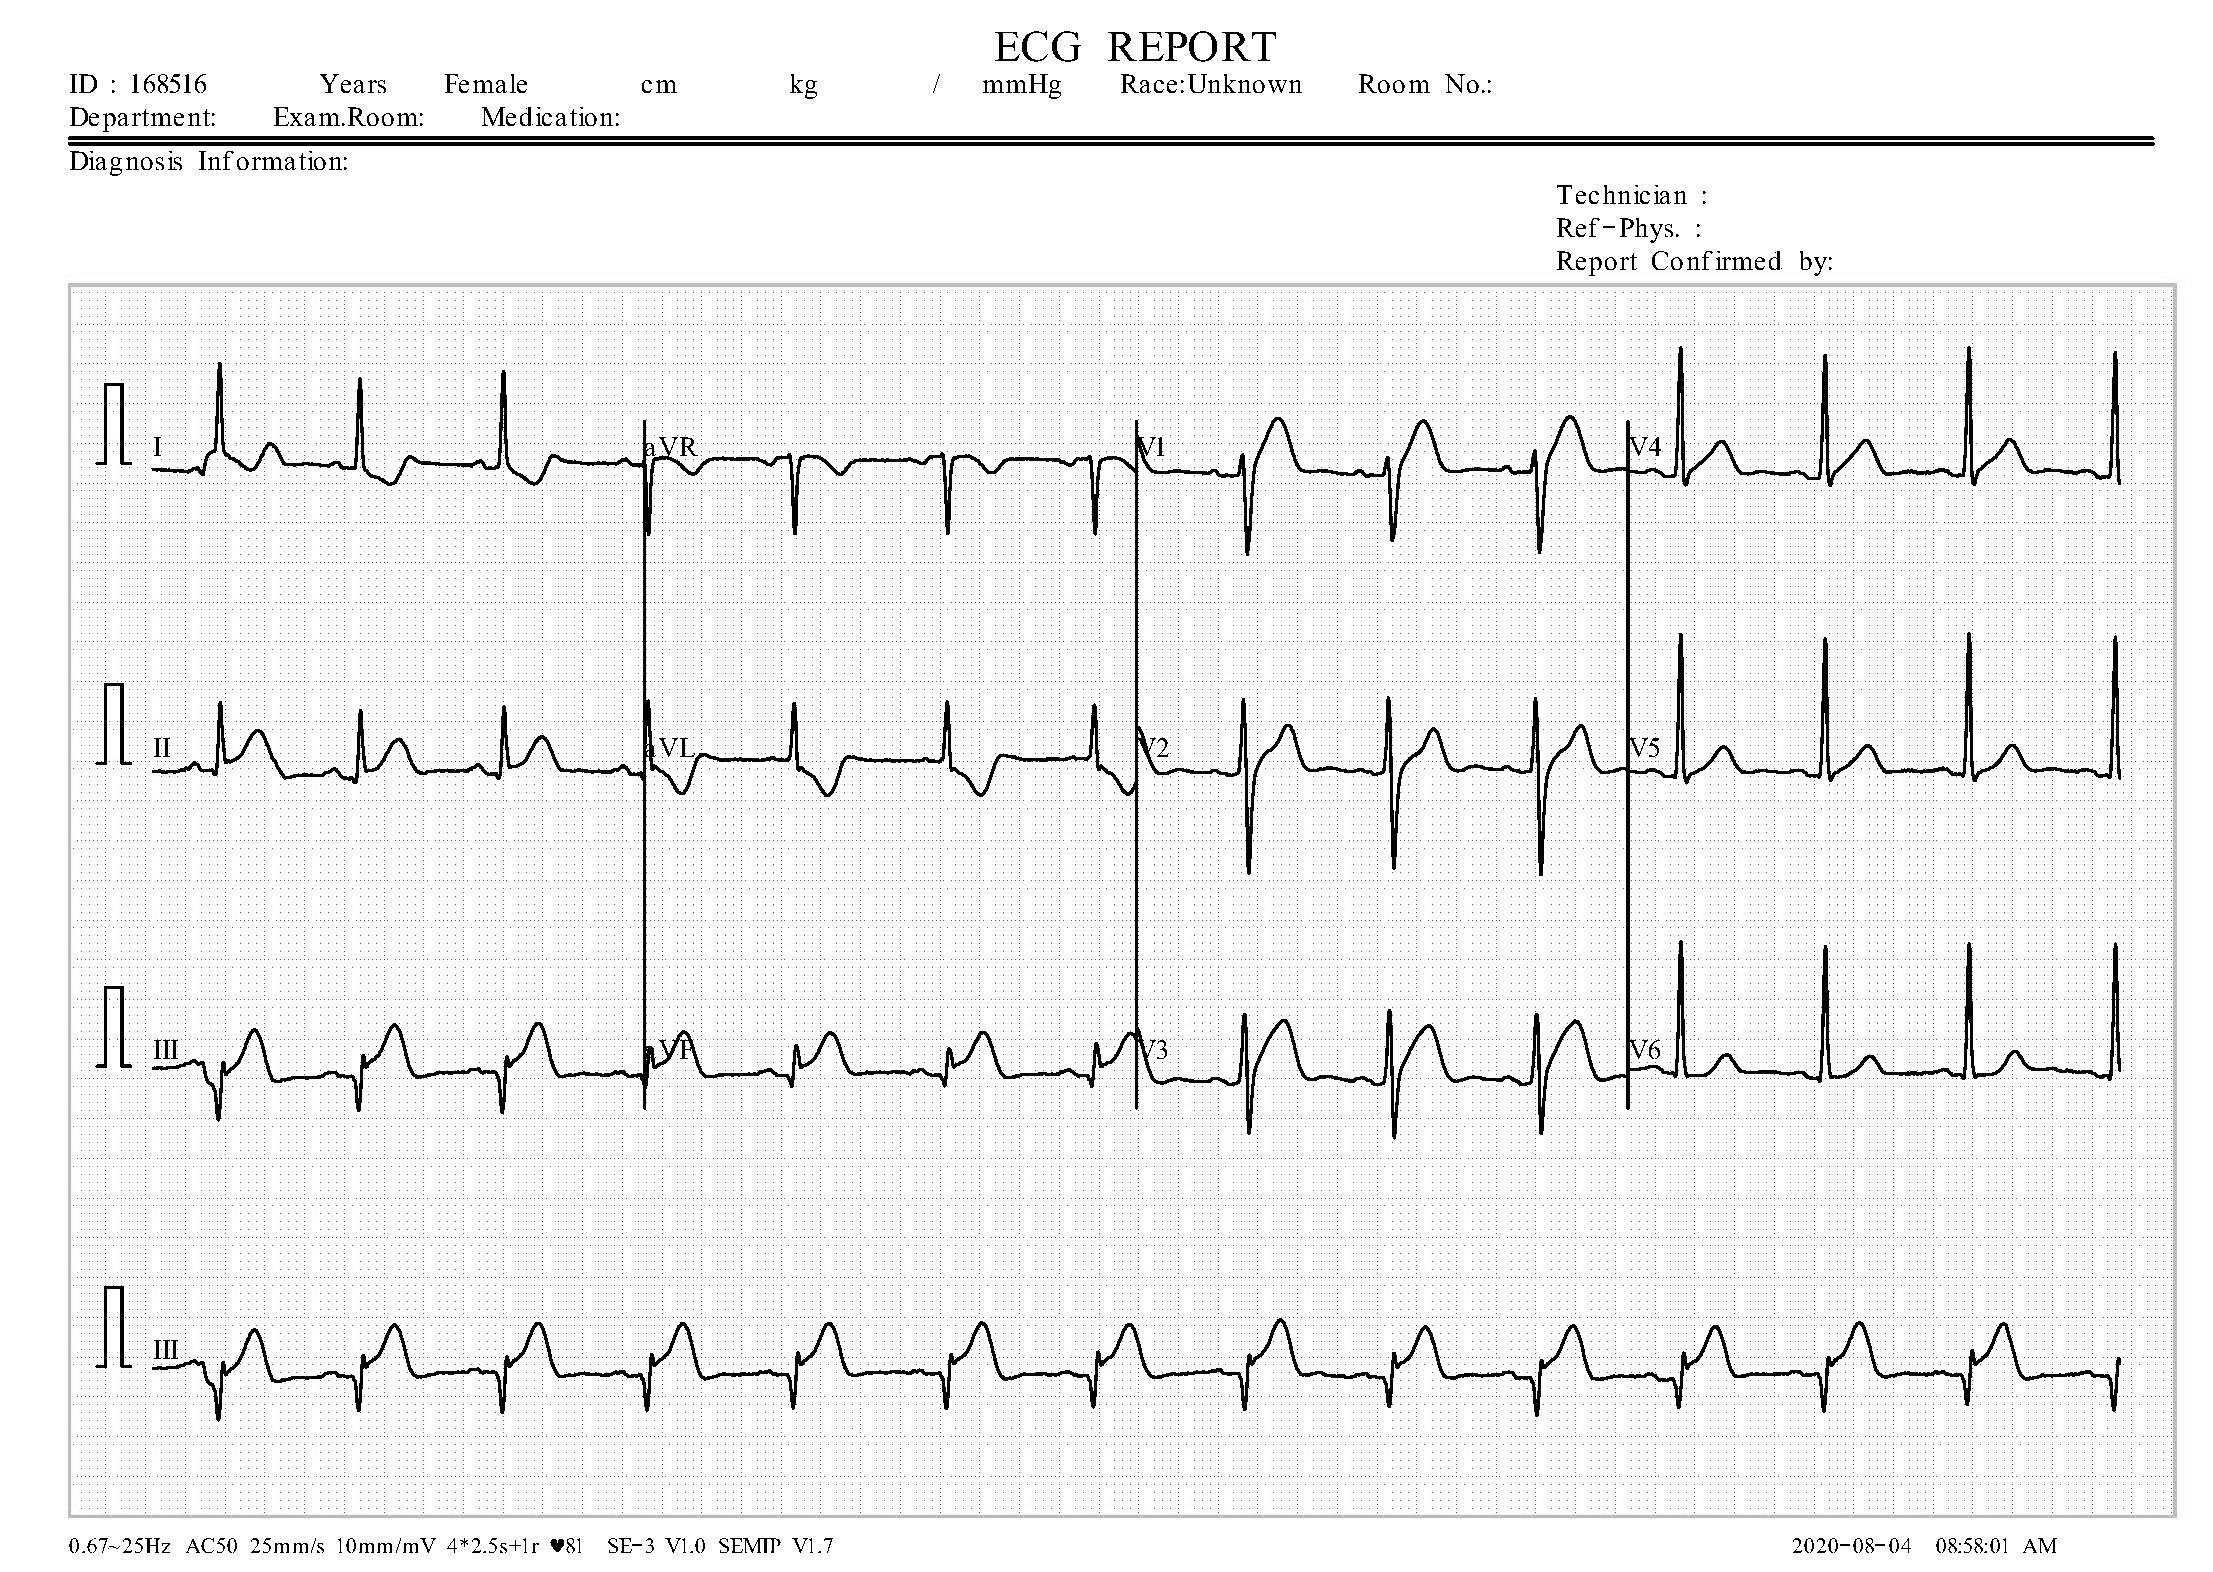 ECG REPORT
ID : 168516 Years Female cm kg / mmHg Race:Unknown Room No.:
Department: Exam.Room: Medication:
Diagnosis Information:
Technician :
Ref-Phys. :
Report Confirmed by:
I aVR V1 V4
II aVL V2 V5
III aVF V3 V6
III
0.67~25Hz AC50 25mm/s 10mm/mV 4*2.5s+1r ♥81 SE-3 V1.0 SEMIP V1.7 2020-08-04 08:58:01 AM